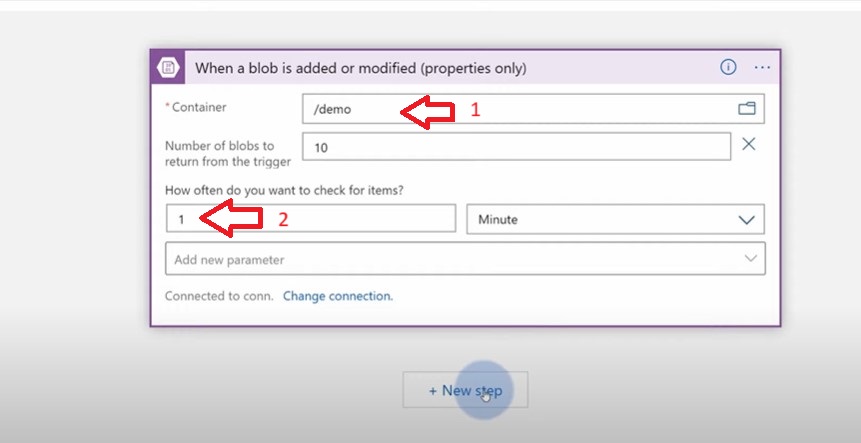 When a blob is added or modified (properties only)
* Container
/demo
1
Number of blobs to
return from the trigger
10
How often do you want to check for items?
1
2
Minute
Add new parameter
Connected to conn. Change connection.
+ New step